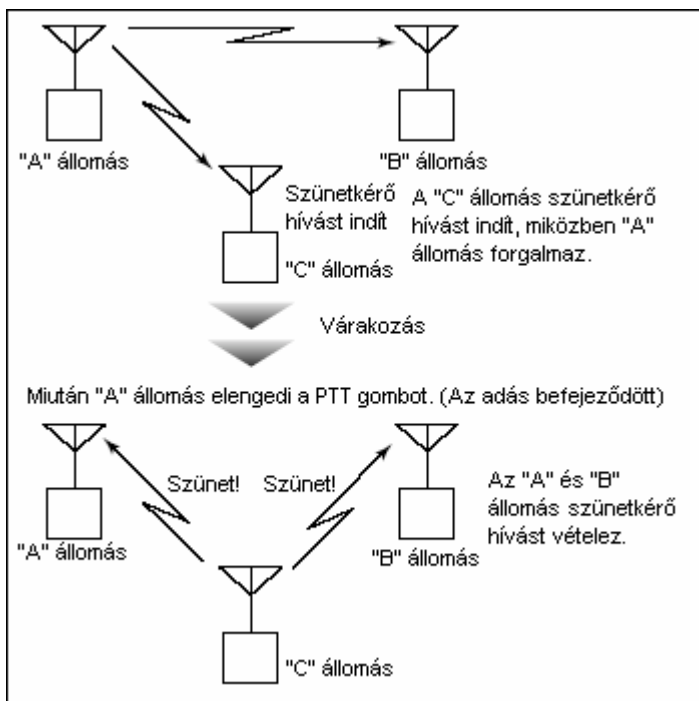 "A" állomás
"B" állomás
Szünetkérő
hívást indít
"C" állomás
A "C" állomás szünetkérő
hívást indít, miközben "A"
állomás forgalmaz.
Várakozás
Miután "A" állomás elengedi a PTT gombot. (Az adás befejeződött)
Szünet!
Szünet!
"A" állomás
"B" állomás
Az "A" és "B"
állomás szünetkérő
hívást vételez.
"C" állomás